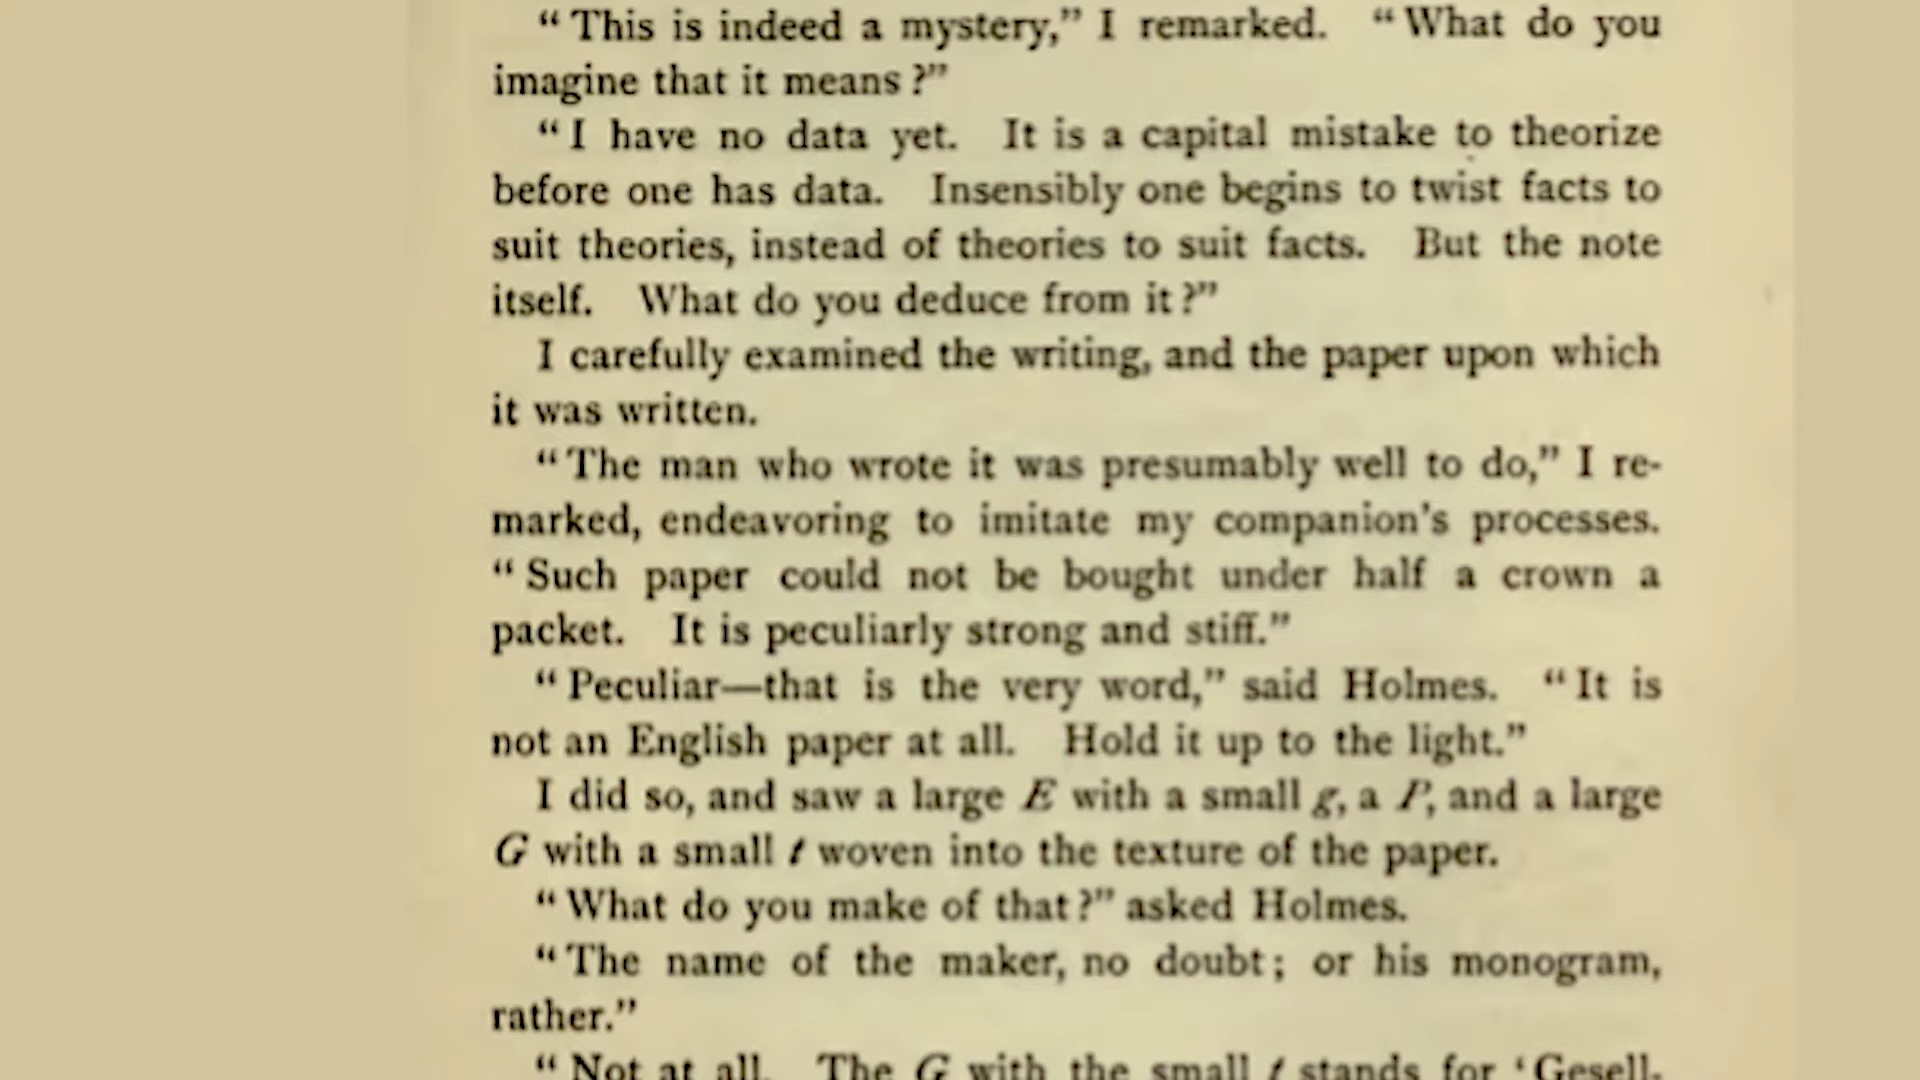 “This is indeed a mystery,” I remarked. “What do you
imagine that it means?”
“I have no data yet. It is a capital mistake to theorize
before one has data. Insensibly one begins to twist facts to
suit theories, instead of theories to suit facts. But the note
itself. What do you deduce from it?”
I carefully examined the writing, and the paper upon which
it was written.
“The man who wrote it was presumably well to do,” I re-
marked, endeavoring to imitate my companion's processes.
“Such paper could not be bought under half a crown a
packet. It is peculiarly strong and stiff.”
“Peculiar—that is the very word,” said Holmes. “It is
not an English paper at all. Hold it up to the light.”
I did so, and saw a large E with a small g, a P, and a large
G with a small t woven into the texture of the paper.
“What do you make of that?” asked Holmes.
“The name of the maker, no doubt; or his monogram,
rather.”
“Not at all. The G with the small t stands for ‘Gesell-